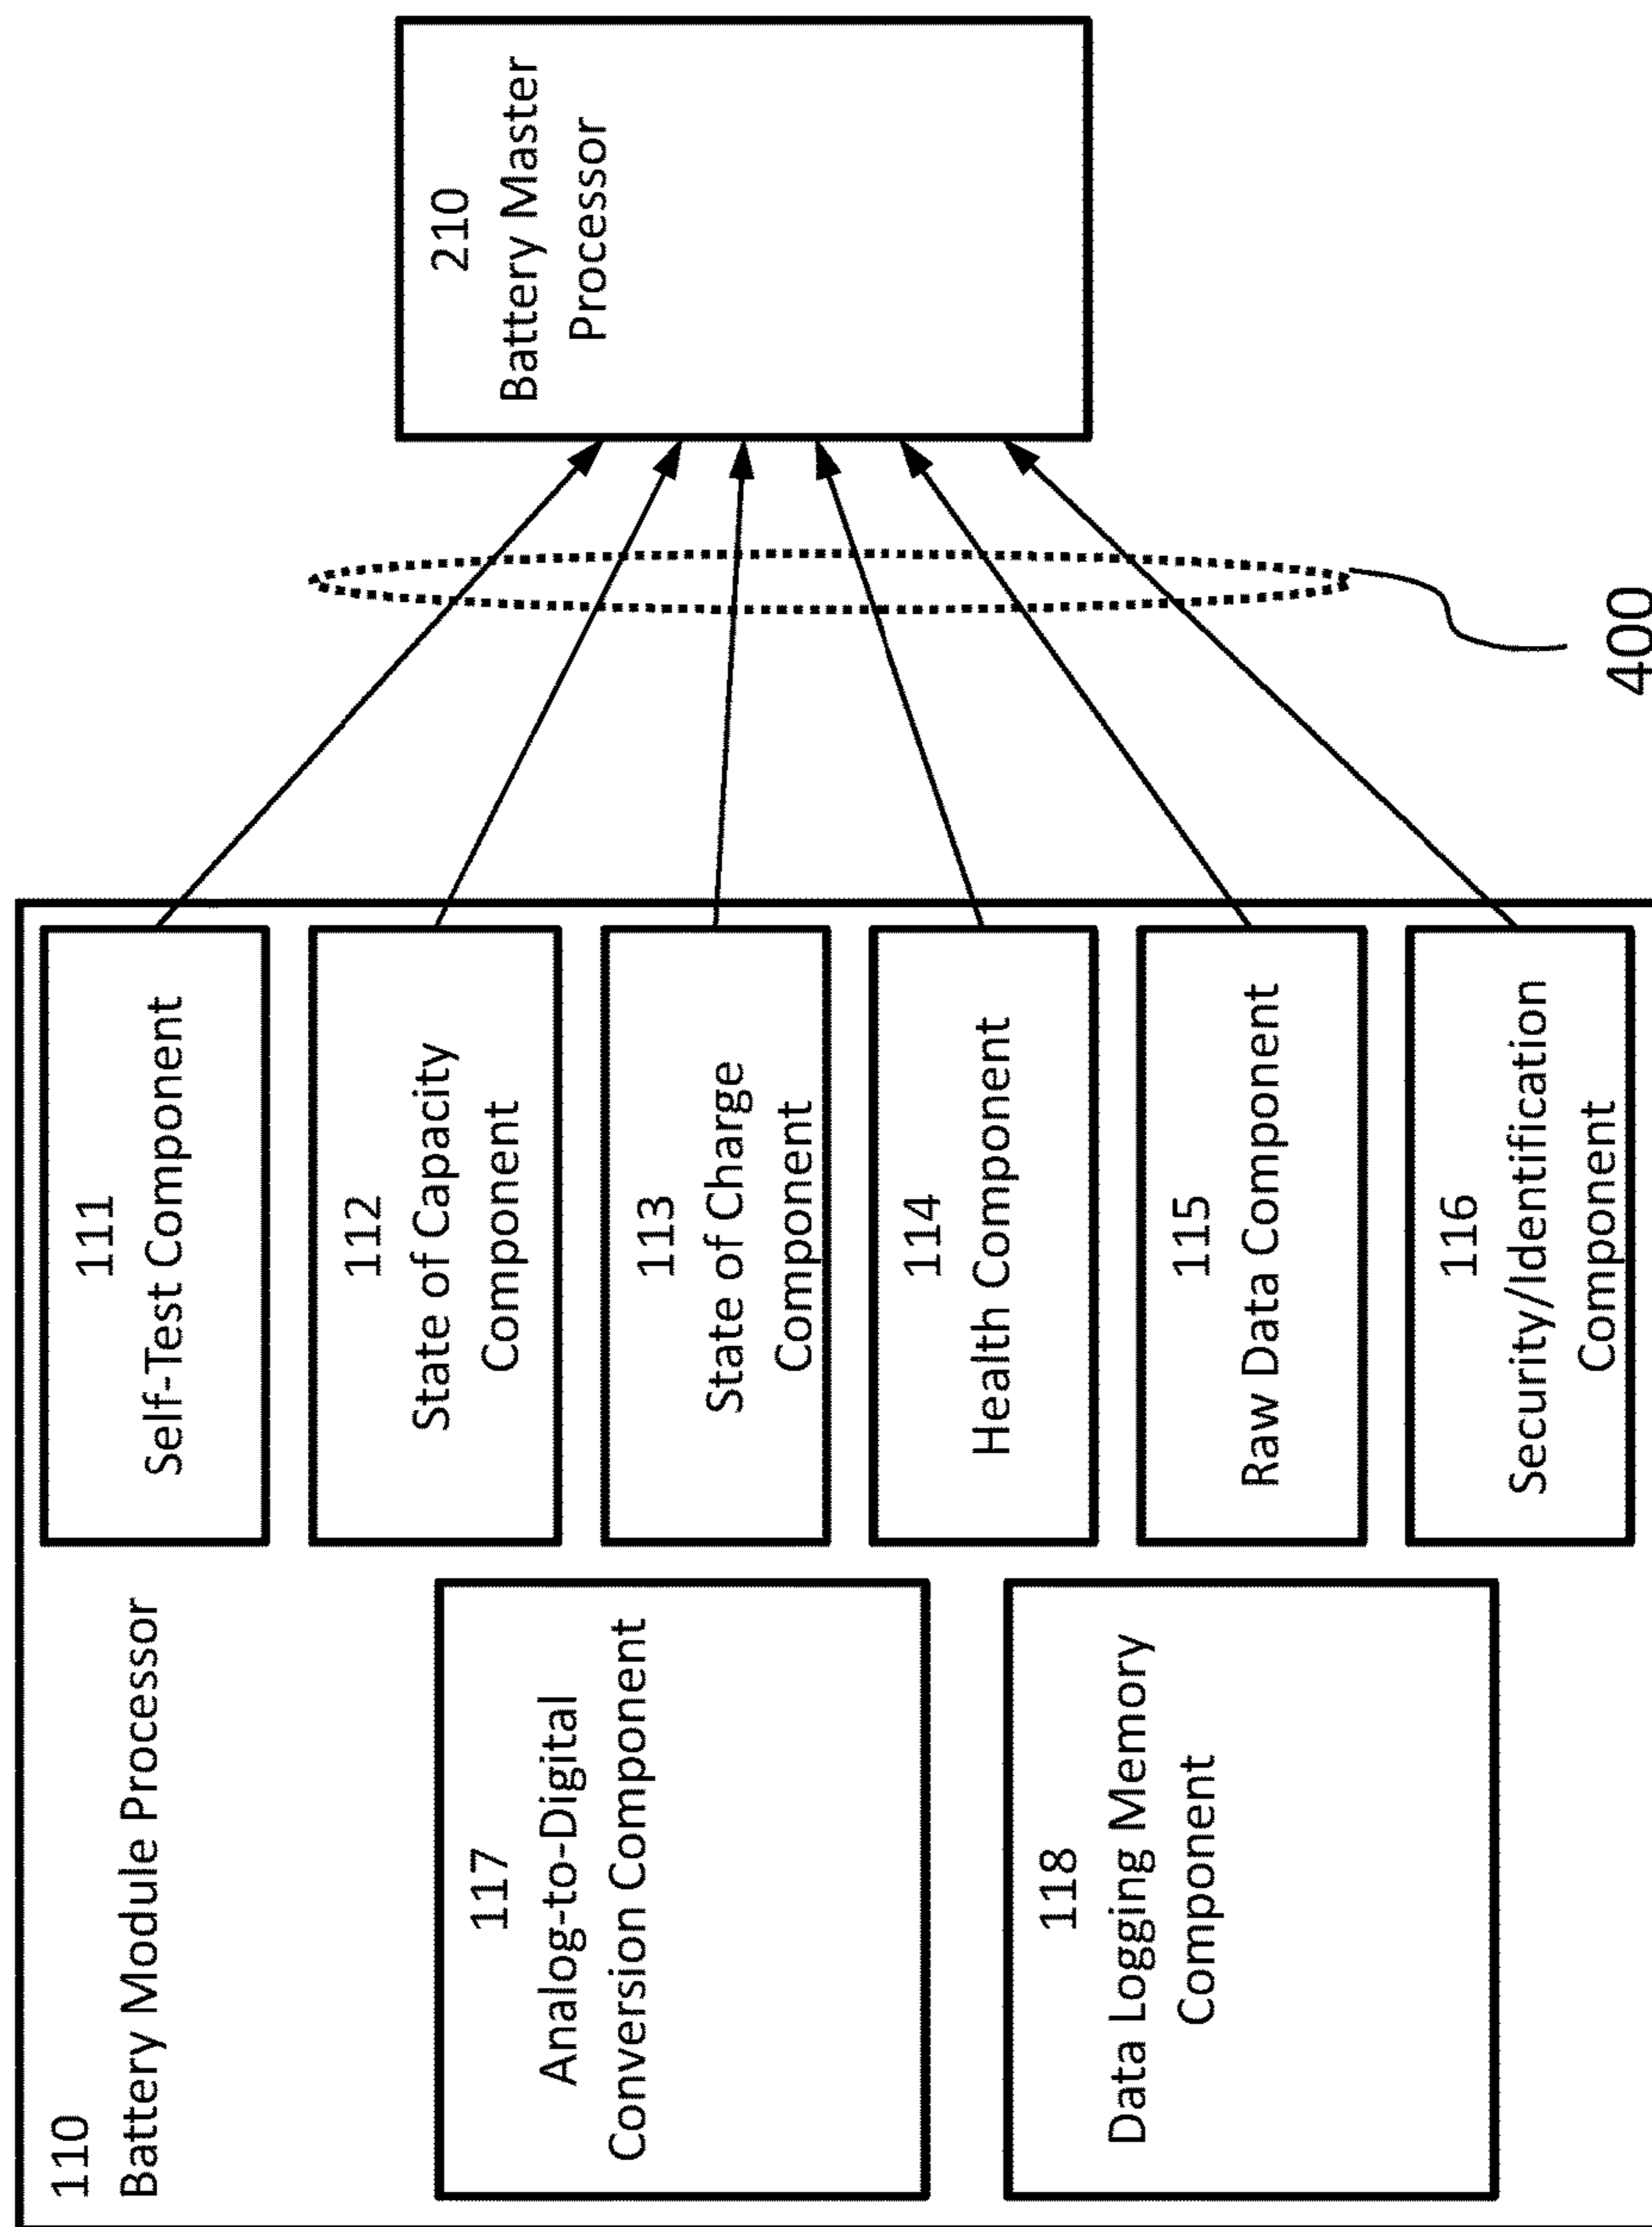 110
Battery Module Processor
117
Analog-to-Digital
Conversion Component
118
Data Logging Memory
Component
111
Self-Test Component
112
State of Capacity
Component
113
State of Charge
Component
114
Health Component
115
Raw Data Component
116
Security/Identification
Component
400
210
Battery Master
Processor